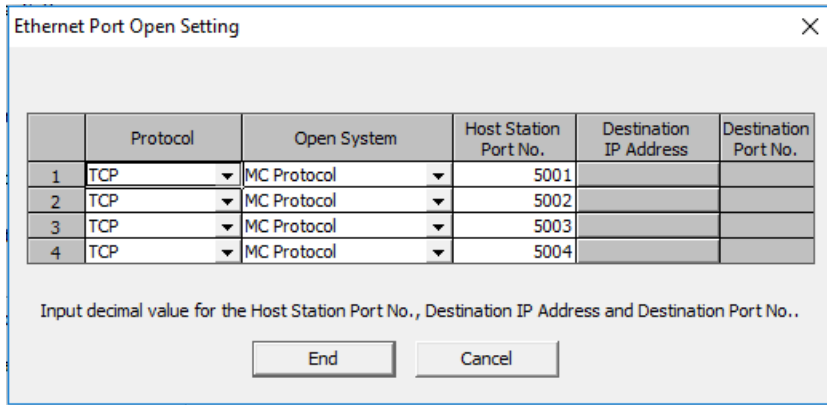 Ethernet Port Open Setting
Protocol Open System Host Station Port No. Destination IP Address Destination Port No.
1 TCP MC Protocol 5001
2 TCP MC Protocol 5002
3 TCP MC Protocol 5003
4 TCP MC Protocol 5004
Input decimal value for the Host Station Port No., Destination IP Address and Destination Port No..
End Cancel